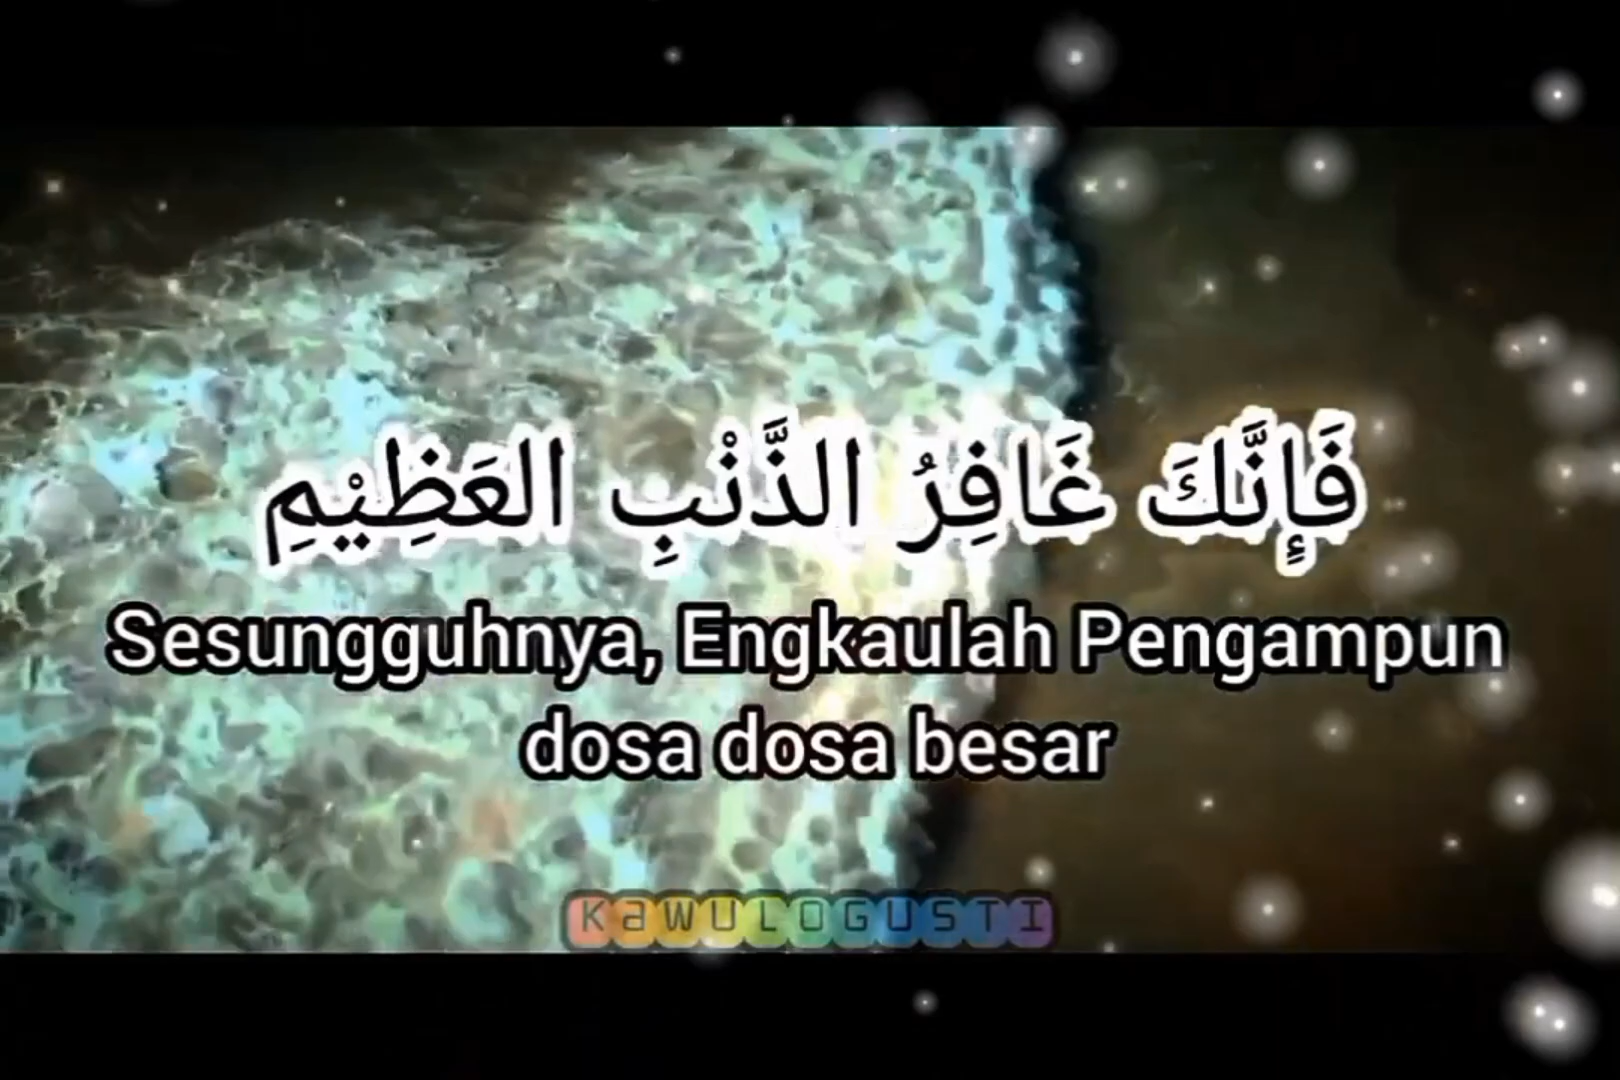 فَإِنَّكَ غَافِرُ الذَّنْبِ العَظِيْمِ
Sesungguhnya, Engkaulah Pengampun
dosa dosa besar
KaWULOGUSTI